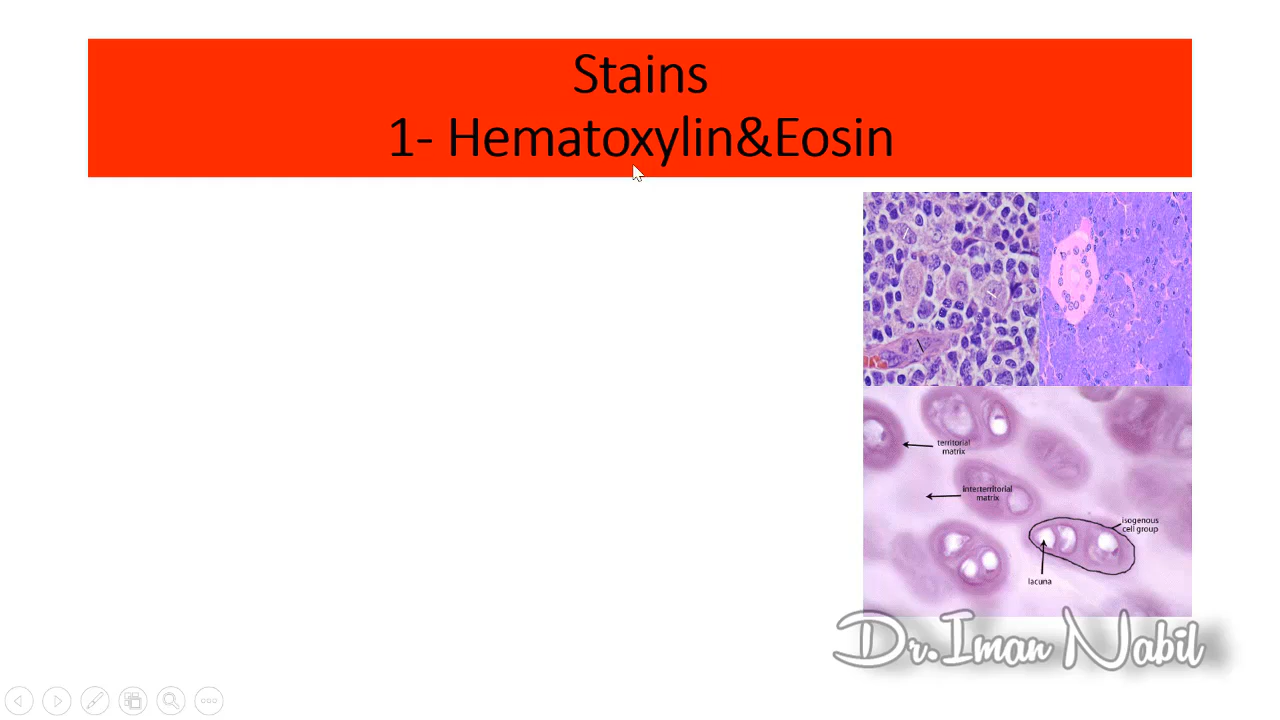 Stains
1- Hematoxylin&Eosin
territorial
matrix
interterritorial
matrix
isogenous
cell group
lacuna
Dr.Iman Nabil